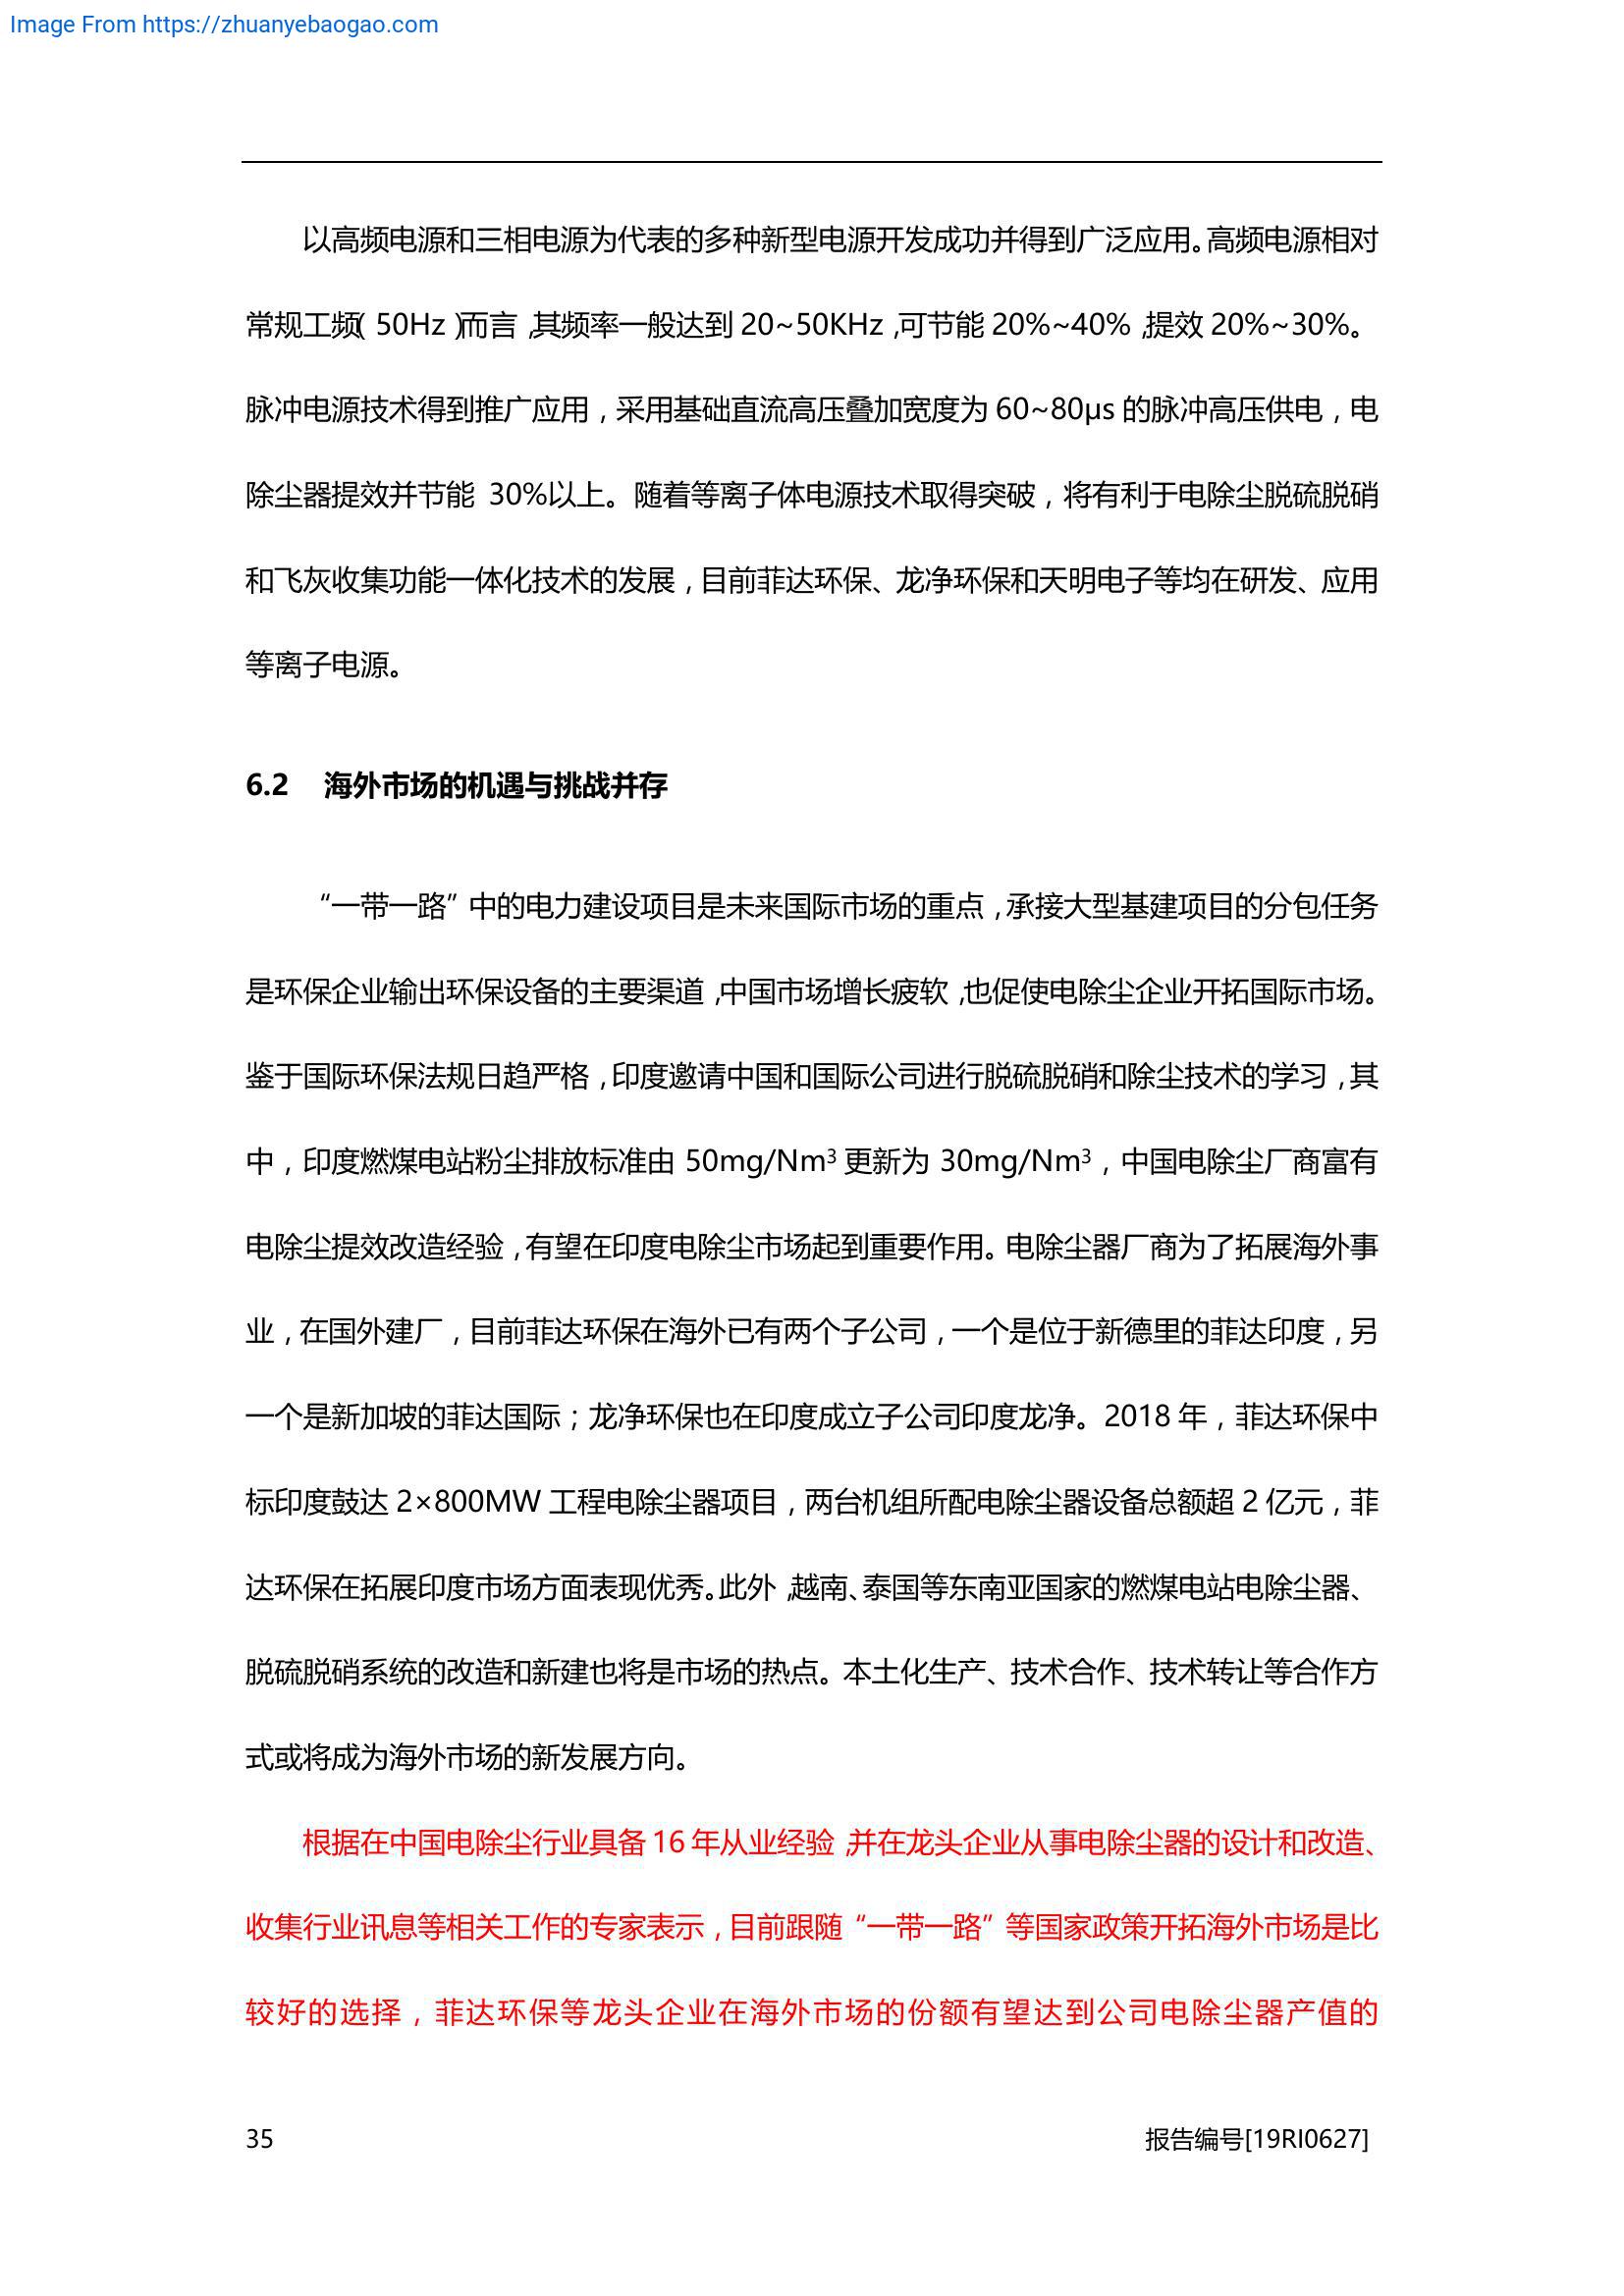 Image From https://zhuanyebaogao.com
以高频电源和三相电源为代表的多种新型电源开发成功并得到广泛应用。高频电源相对
常规工频（50Hz）而言，其频率一般达到 20~50KHz，可节能 20%~40%，提效 20%~30%。
脉冲电源技术得到推广应用，采用基础直流高压叠加宽度为 60~80μs 的脉冲高压供电，电
除尘器提效并节能 30%以上。随着等离子体电源技术取得突破，将有利于电除尘脱硫脱硝
和飞灰收集功能一体化技术的发展，目前菲达环保、龙净环保和天明电子等均在研发、应用
等离子电源。
6.2 海外市场的机遇与挑战并存
“一带一路”中的电力建设项目是未来国际市场的重点，承接大型基建项目的分包任务
是环保企业输出环保设备的主要渠道，中国市场增长疲软，也促使电除尘企业开拓国际市场。
鉴于国际环保法规日趋严格，印度邀请中国和国际公司进行脱硫脱硝和除尘技术的学习，其
中，印度燃煤电站粉尘排放标准由 50mg/Nm³ 更新为 30mg/Nm³，中国电除尘厂商富有
电除尘提效改造经验，有望在印度电除尘市场起到重要作用。电除尘器厂商为了拓展海外事
业，在国外建厂，目前菲达环保在海外已有两个子公司，一个是位于新德里的菲达印度，另
一个是新加坡的菲达国际；龙净环保也在印度成立子公司印度龙净。2018 年，菲达环保中
标印度鼓达 2×800MW 工程电除尘器项目，两台机组所配电除尘器设备总额超 2 亿元，菲
达环保在拓展印度市场方面表现优秀。此外，越南、泰国等东南亚国家的燃煤电站电除尘器、
脱硫脱硝系统的改造和新建也将是市场的热点。本土化生产、技术合作、技术转让等合作方
式或将成为海外市场的新发展方向。
根据在中国电除尘行业具备 16 年从业经验，并在龙头企业从事电除尘器的设计和改造、
收集行业讯息等相关工作的专家表示，目前跟随“一带一路”等国家政策开拓海外市场是比
较好的选择，菲达环保等龙头企业在海外市场的份额有望达到公司电除尘器产值的
35 报告编号[19RI0627]